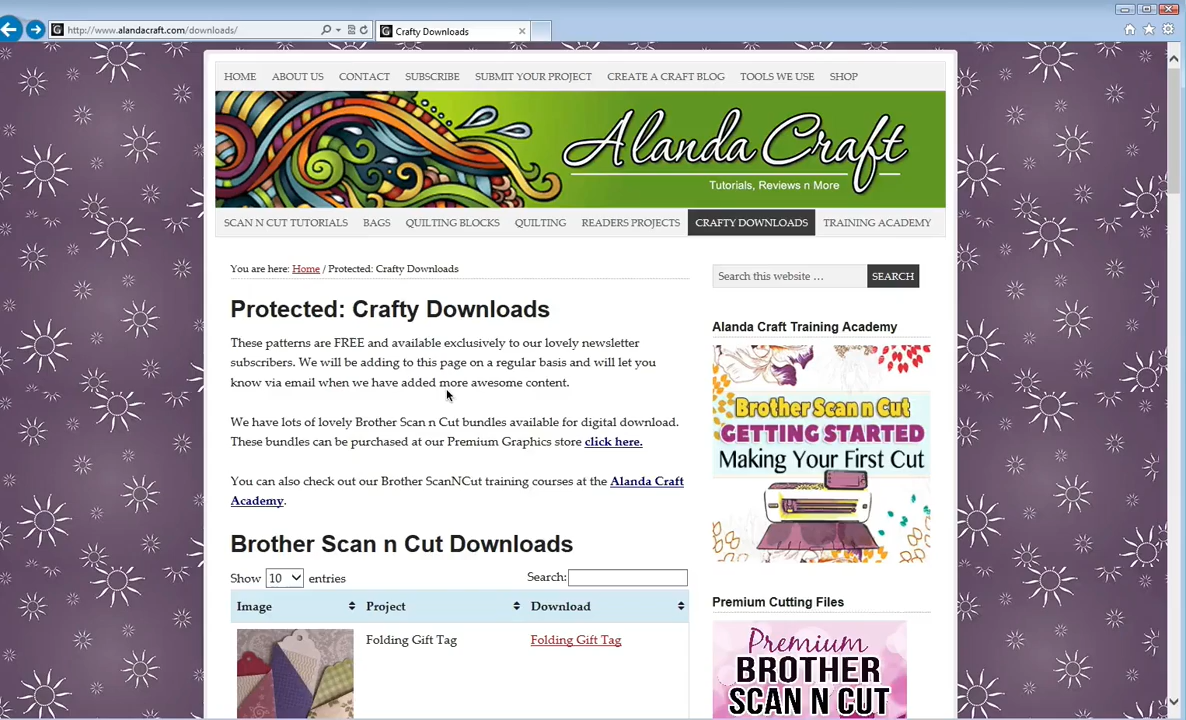 http://www.alandacraft.com/downloads/
Crafty Downloads
HOME ABOUT US CONTACT SUBSCRIBE SUBMIT YOUR PROJECT CREATE A CRAFT BLOG TOOLS WE USE SHOP
Alanda Craft
Tutorials, Reviews n More
SCAN N CUT TUTORIALS BAGS QUILTING BLOCKS QUILTING READERS PROJECTS CRAFTY DOWNLOADS TRAINING ACADEMY
You are here: Home / Protected: Crafty Downloads
Search this website …
SEARCH
Protected: Crafty Downloads
These patterns are FREE and available exclusively to our lovely newsletter
subscribers. We will be adding to this page on a regular basis and will let you
know via email when we have added more awesome content.
We have lots of lovely Brother Scan n Cut bundles available for digital download.
These bundles can be purchased at our Premium Graphics store click here.
You can also check out our Brother ScanNCut training courses at the Alanda Craft
Academy.
Brother Scan n Cut Downloads
Show 10 entries
Search:
Image Project Download
Folding Gift Tag Folding Gift Tag
Alanda Craft Training Academy
Brother Scan n Cut
GETTING STARTED
Making Your First Cut
Premium Cutting Files
Premium
BROTHER
SCAN N CUT